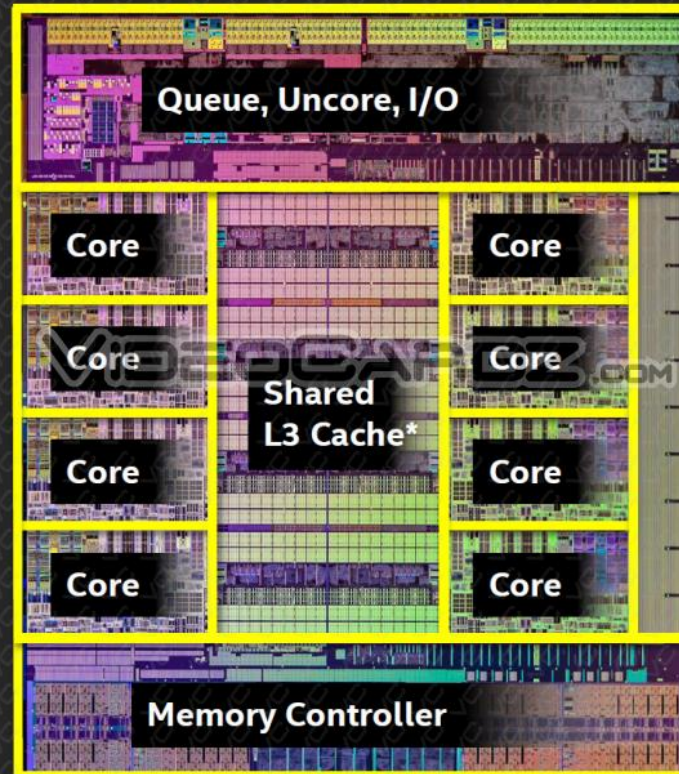 Queue, Uncore, I/O
Core
Core
Core
Core
VIDEOCARDZ.COM
Shared
L3 Cache*
Core
Core
Core
Core
Memory Controller